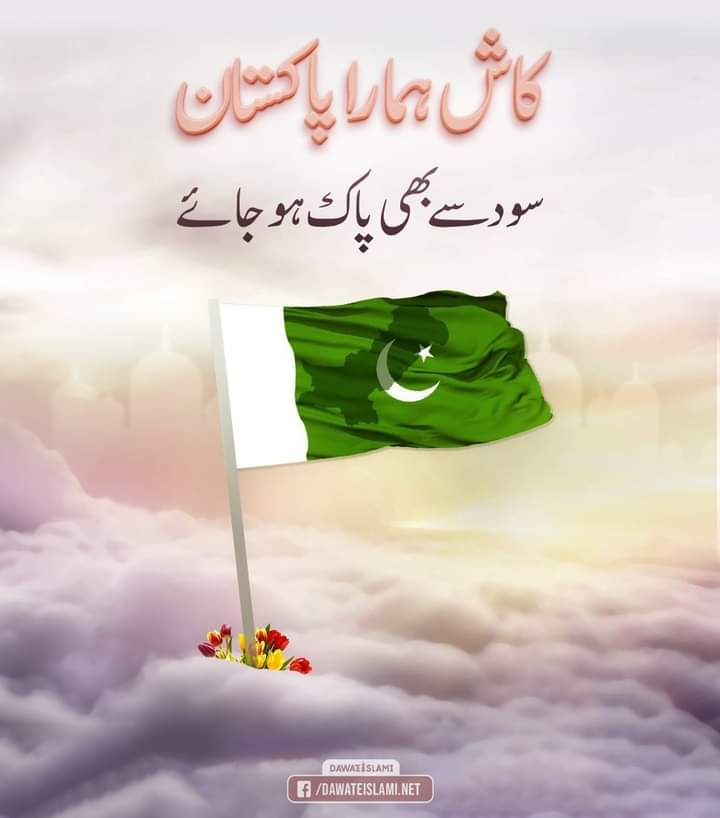 کاش ہمارا پاکستان
سود سے بھی پاک ہو جائے
DAWATEISLAMI
/DAWATEISLAMI.NET